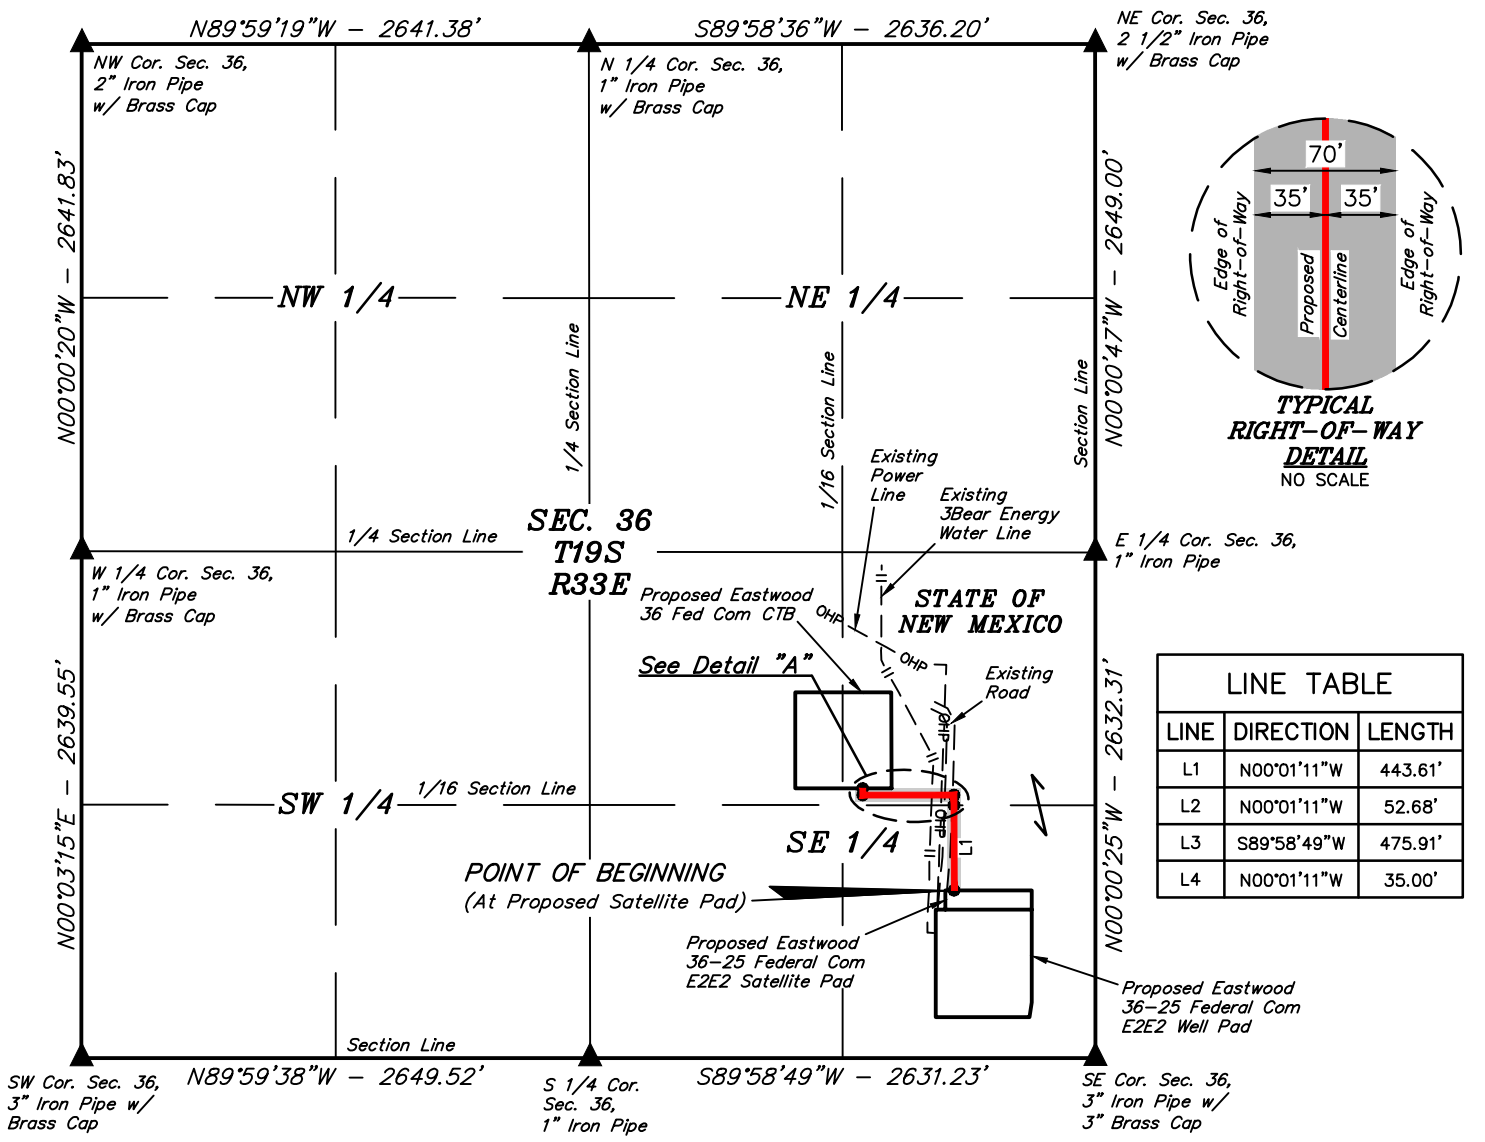 N89°59'19"W - 2641.38'
S89°58'36"W - 2636.20'
NE Cor. Sec. 36,
2 1/2" Iron Pipe
w/ Brass Cap
NW Cor. Sec. 36,
2" Iron Pipe
w/ Brass Cap
N 1/4 Cor. Sec. 36,
1" Iron Pipe
w/ Brass Cap
N00°00'20"W - 2641.83'
N00°00'47"W - 2649.00'
70'
35'
35'
Edge of
Right-of-Way
Proposed
Centerline
Edge of
Right-of-Way
TYPICAL
RIGHT-OF-WAY
DETAIL
NO SCALE
NW 1/4
NE 1/4
1/4 Section Line
1/16 Section Line
Section Line
Existing
Power
Line
Existing
3Bear Energy
Water Line
SEC. 36
T19S
R33E
1/4 Section Line
E 1/4 Cor. Sec. 36,
1" Iron Pipe
W 1/4 Cor. Sec. 36,
1" Iron Pipe
w/ Brass Cap
Proposed Eastwood
36 Fed Com CTB
OHP
STATE OF
NEW MEXICO
OHP
See Detail "A"
Existing
Road
OHP
N00°03'15"E - 2639.55'
N00°00'25"W - 2632.31'
LINE TABLE
LINE DIRECTION LENGTH
L1 N00°01'11"W 443.61'
L2 N00°01'11"W 52.68'
L3 S89°58'49"W 475.91'
L4 N00°01'11"W 35.00'
1/16 Section Line
SW 1/4
SE 1/4
OHP
L1
POINT OF BEGINNING
(At Proposed Satellite Pad)
Proposed Eastwood
36-25 Federal Com
E2E2 Satellite Pad
Proposed Eastwood
36-25 Federal Com
E2E2 Well Pad
Section Line
N89°59'38"W - 2649.52'
S89°58'49"W - 2631.23'
SW Cor. Sec. 36,
3" Iron Pipe w/
Brass Cap
S 1/4 Cor.
Sec. 36,
1" Iron Pipe
SE Cor. Sec. 36,
3" Iron Pipe w/
3" Brass Cap